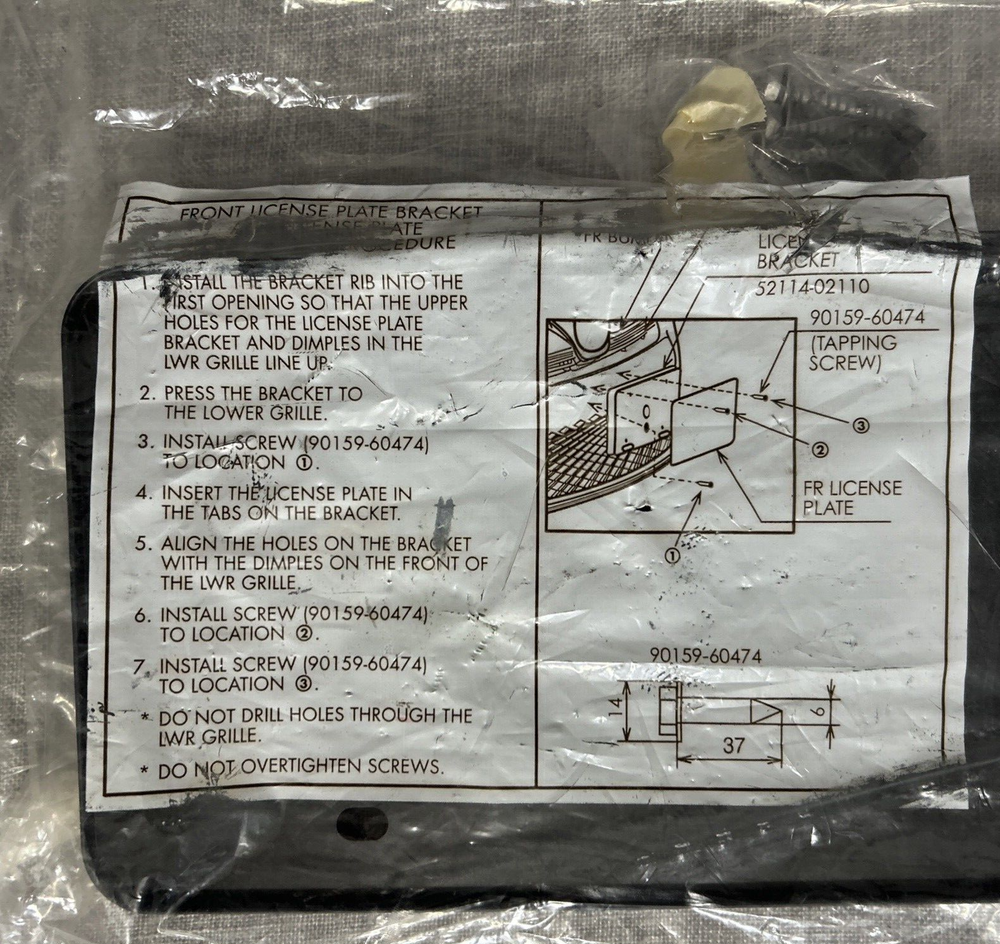 FRONT LICENSE PLATE BRACKET
PLATE
1. INSTALL THE BRACKET RIB INTO THE
FIRST OPENING SO THAT THE UPPER
HOLES FOR THE LICENSE PLATE
BRACKET AND DIMPLES IN THE
LWR GRILLE LINE UP.
2. PRESS THE BRACKET TO
THE LOWER GRILLE.
3. INSTALL SCREW (90159-60474)
TO LOCATION ①.
4. INSERT THE LICENSE PLATE IN
THE TABS ON THE BRACKET.
5. ALIGN THE HOLES ON THE BRACKET
WITH THE DIMPLES ON THE FRONT OF
THE LWR GRILLE.
6. INSTALL SCREW (90159-60474)
TO LOCATION ②.
7. INSTALL SCREW (90159-60474)
TO LOCATION ③.
* DO NOT DRILL HOLES THROUGH THE
LWR GRILLE.
* DO NOT OVERTIGHTEN SCREWS.
FR
BRACKET
52114-02110
90159-60474
(TAPPING
SCREW)
③
②
FR LICENSE
PLATE
①
90159-60474
14
6
37